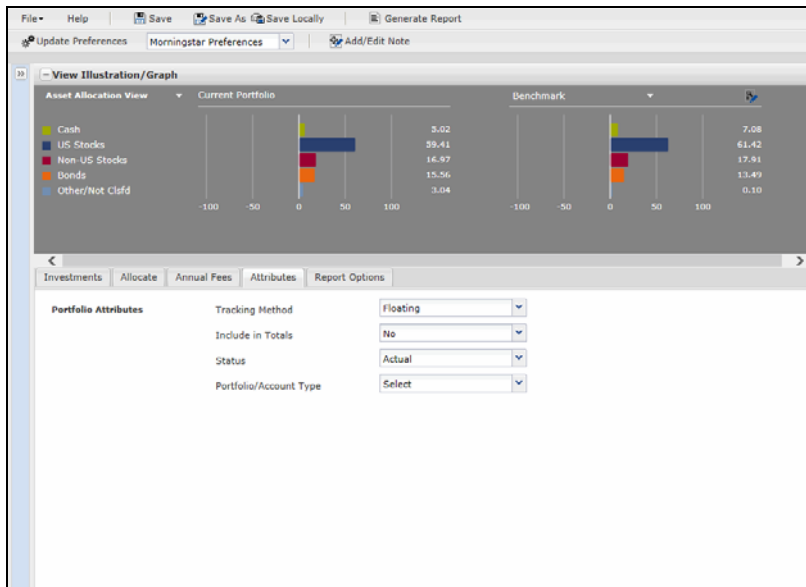 File Help Save Save As Save Locally Generate Report
Update Preferences Morningstar Preferences Add/Edit Note
View Illustration/Graph
Asset Allocation View Current Portfolio Benchmark
Cash 5.02 7.08
US Stocks 59.41 61.42
Non-US Stocks 16.97 17.91
Bonds 15.56 13.49
Other/Not Clsfd 3.04 0.10
-100 -50 0 50 100 -100 -50 0 50 100
Investments Allocate Annual Fees Attributes Report Options
Portfolio Attributes Tracking Method Floating
Include in Totals No
Status Actual
Portfolio/Account Type Select